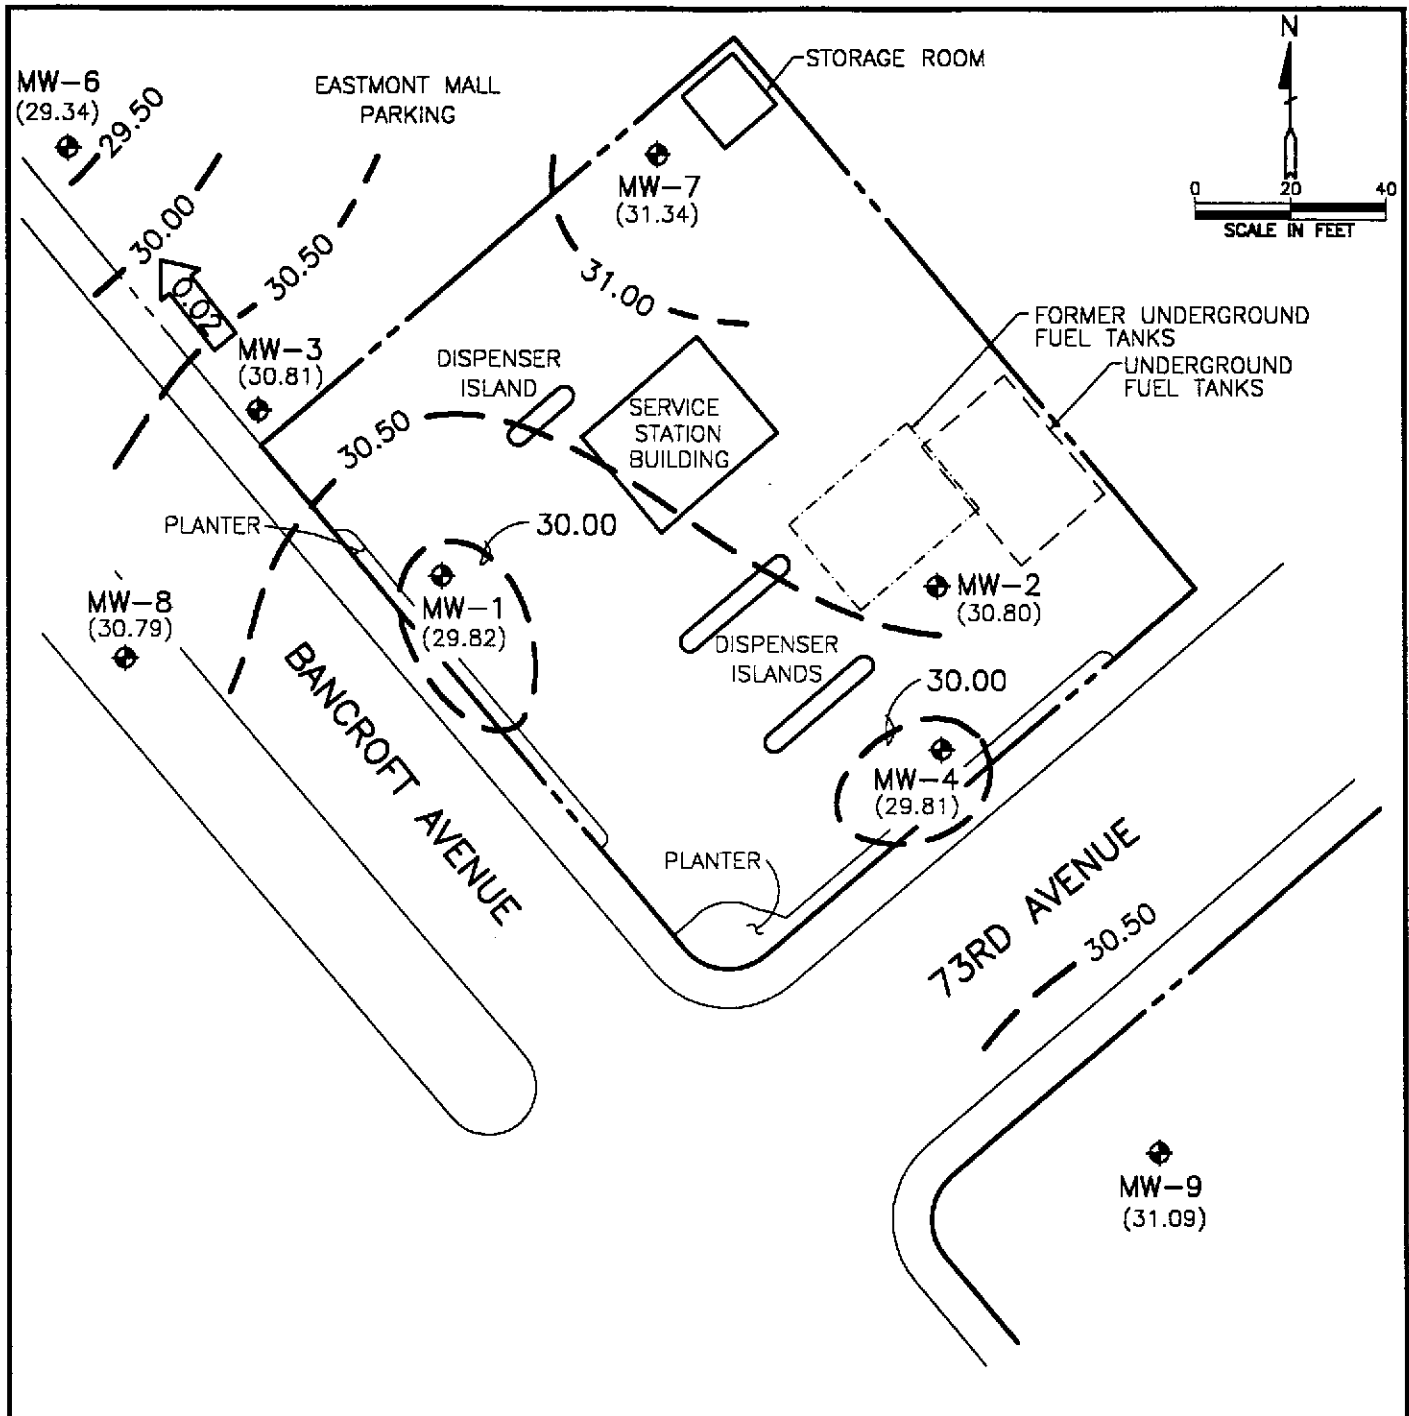 N
STORAGE ROOM
MW-6
(29.34)
29.50
EASTMONT MALL
PARKING
MW-7
(31.34)
0 20 40
SCALE IN FEET
30.00
30.50
31.00
0.02
FORMER UNDERGROUND
FUEL TANKS
MW-3
(30.81)
DISPENSER
ISLAND
UNDERGROUND
FUEL TANKS
SERVICE
STATION
BUILDING
30.50
PLANTER
30.00
MW-8
(30.79)
MW-1
(29.82)
MW-2
(30.80)
DISPENSER
ISLANDS
30.00
BANCROFT AVENUE
MW-4
(29.81)
PLANTER
73RD AVENUE
30.50
MW-9
(31.09)